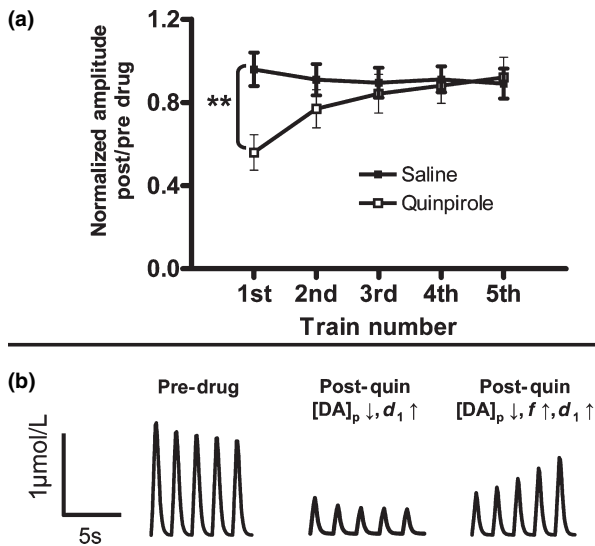 (a)
1.2
0.8
0.4
0.0
Normalized amplitude
post/pre drug
**
Saline
Quinpirole
1st 2nd 3rd 4th 5th
Train number
(b)
Pre-drug
Post-quin
[DA]p ↓, d1 ↑
Post-quin
[DA]p ↓, f ↑, d1 ↑
1μmol/L
5s